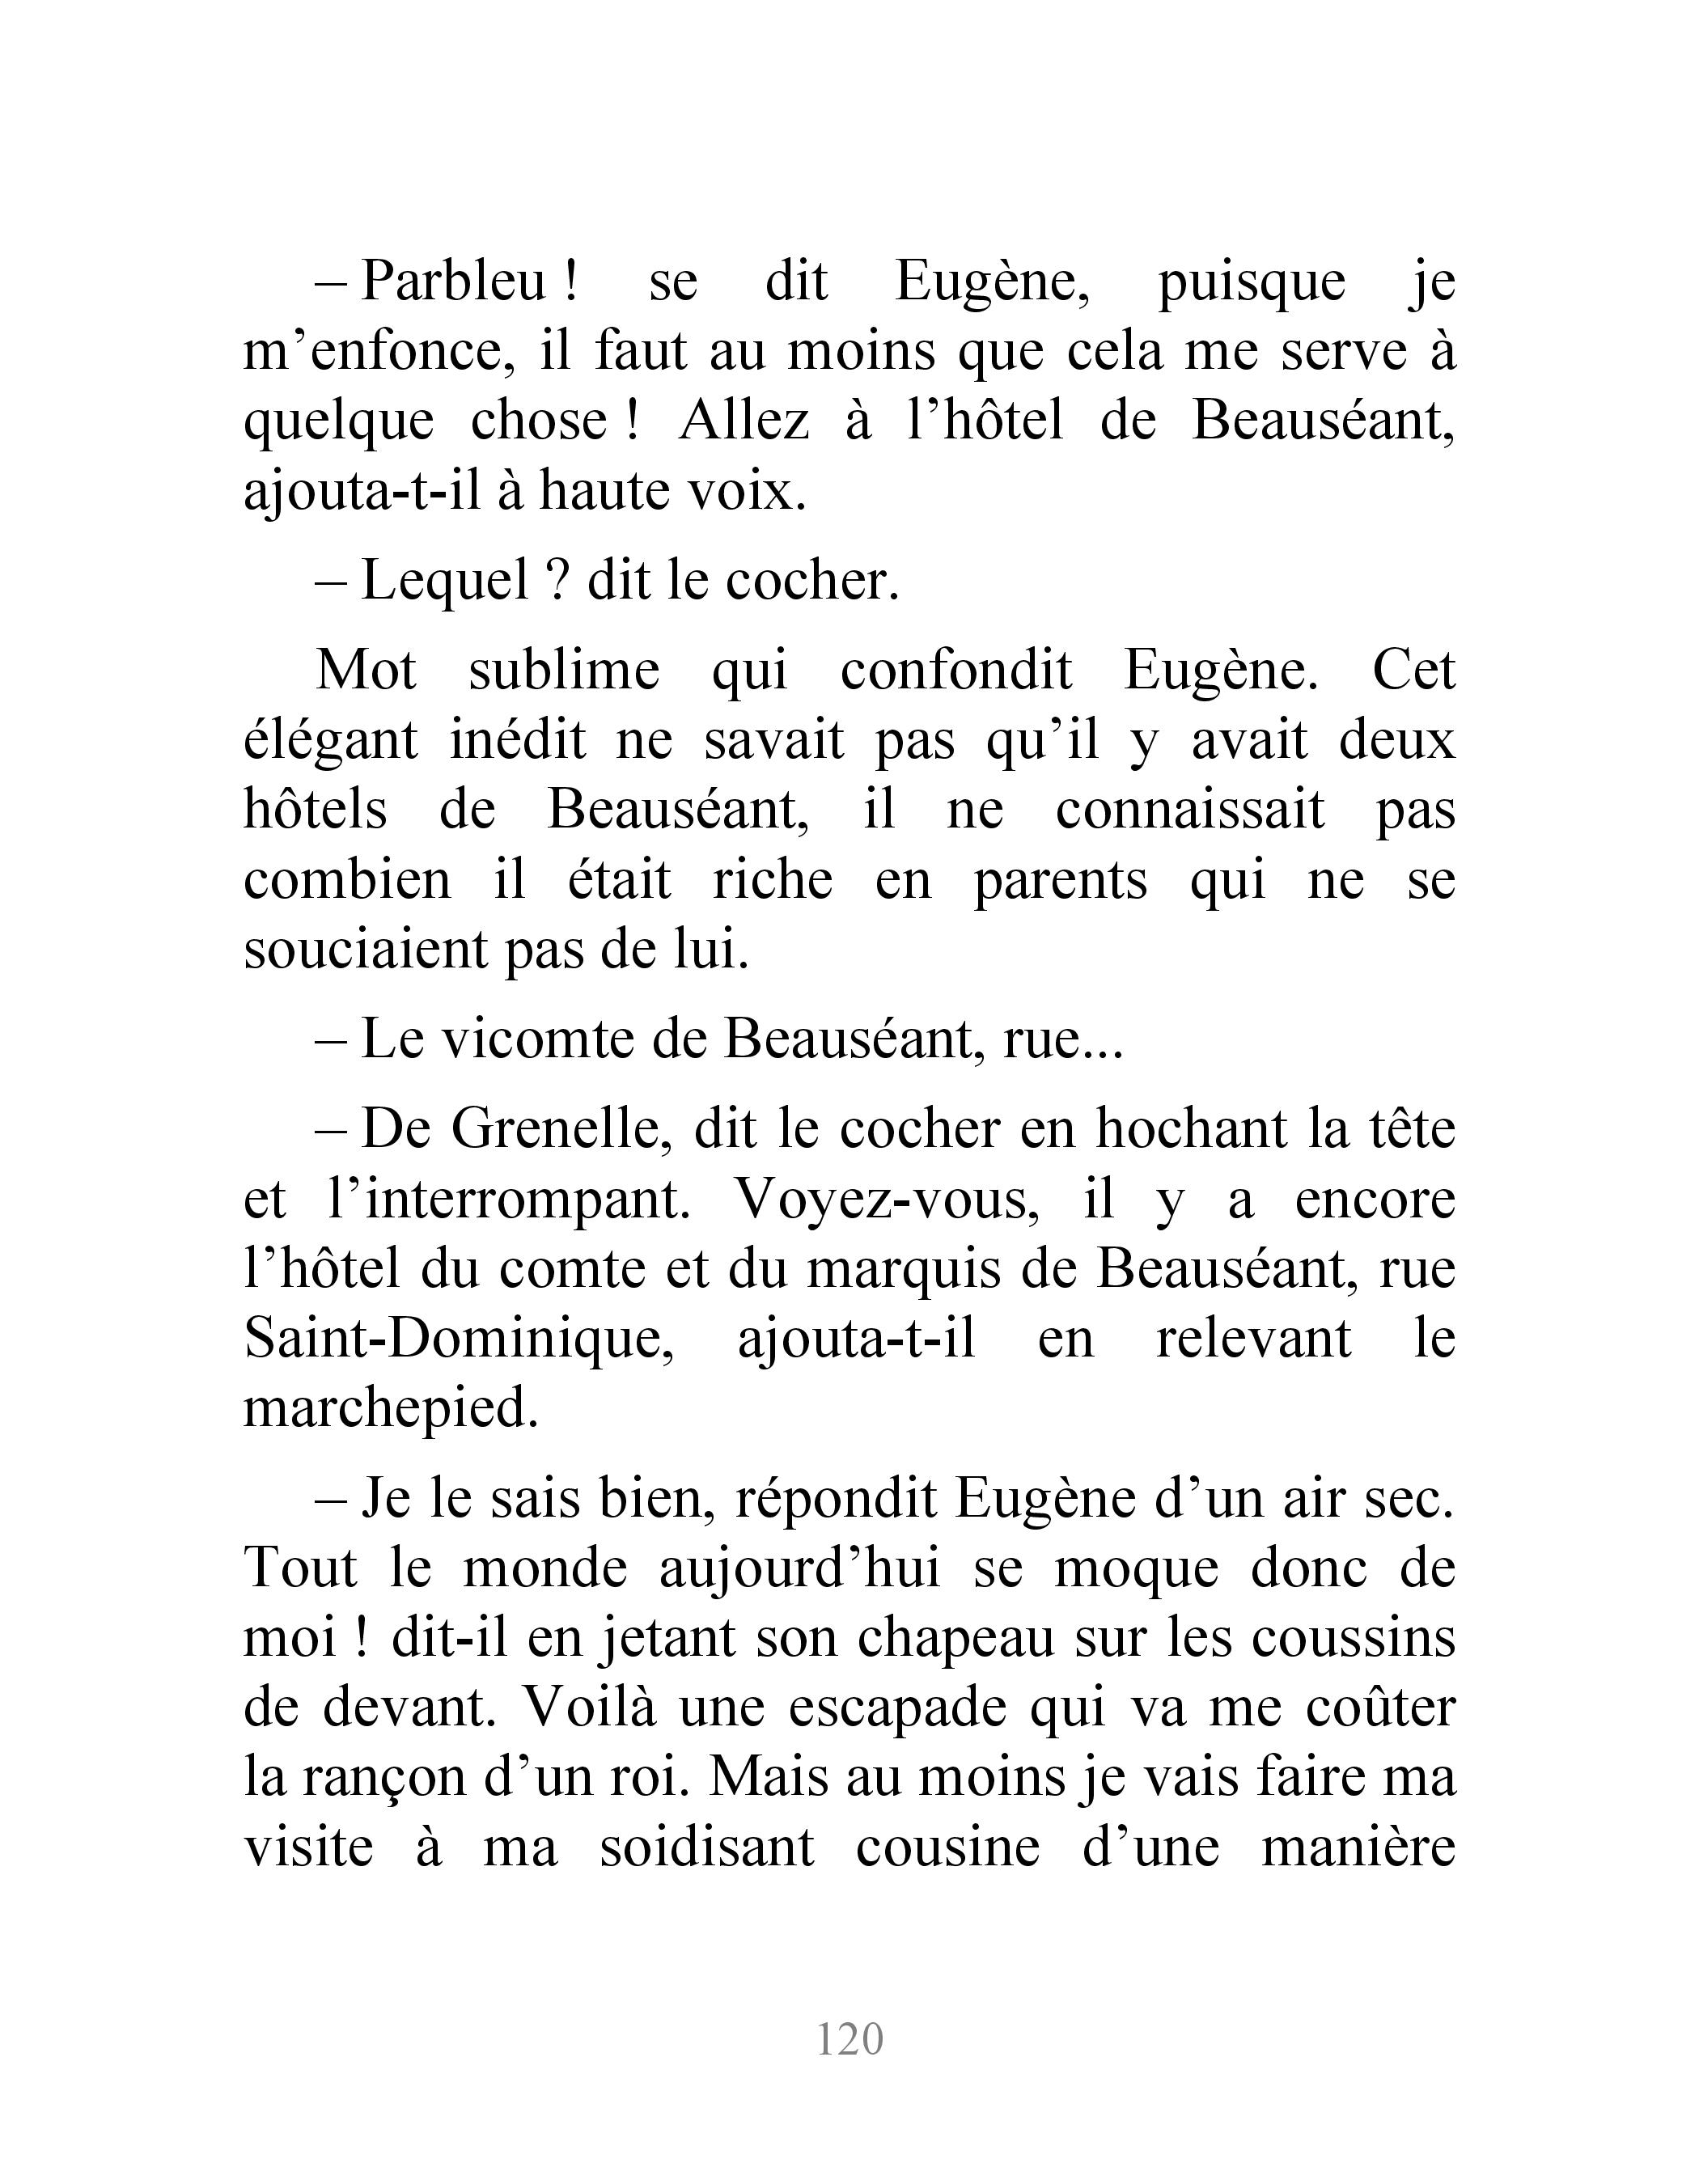 – Parbleu ! se dit Eugène, puisque je
m’enfonce, il faut au moins que cela me serve à
quelque chose ! Allez à l’hôtel de Beauséant,
ajouta-t-il à haute voix.
– Lequel ? dit le cocher.
Mot sublime qui confondit Eugène. Cet
élégant inédit ne savait pas qu’il y avait deux
hôtels de Beauséant, il ne connaissait pas
combien il était riche en parents qui ne se
souciaient pas de lui.
– Le vicomte de Beauséant, rue...
– De Grenelle, dit le cocher en hochant la tête
et l’interrompant. Voyez-vous, il y a encore
l’hôtel du comte et du marquis de Beauséant, rue
Saint-Dominique, ajouta-t-il en relevant le
marchepied.
– Je le sais bien, répondit Eugène d’un air sec.
Tout le monde aujourd’hui se moque donc de
moi ! dit-il en jetant son chapeau sur les coussins
de devant. Voilà une escapade qui va me coûter
la rançon d’un roi. Mais au moins je vais faire ma
visite à ma soidisant cousine d’une manière
120